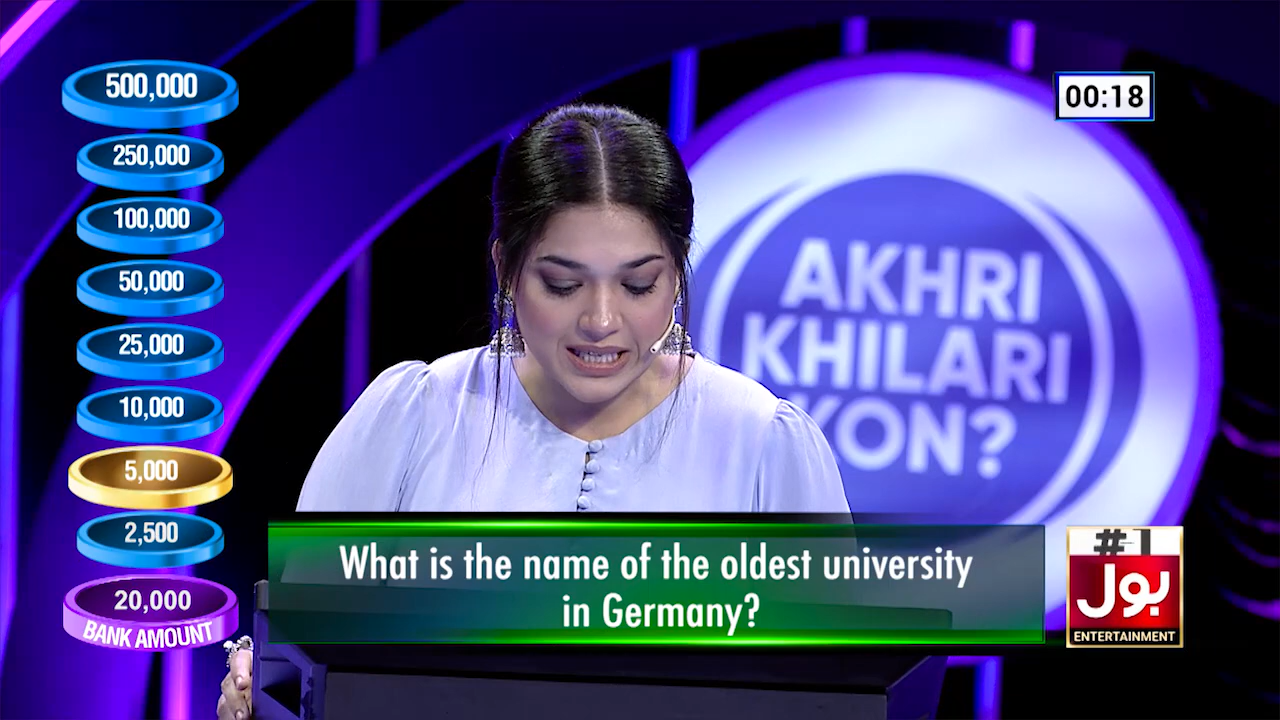 500,000
250,000
100,000
50,000
25,000
10,000
5,000
2,500
20,000
BANK AMOUNT
00:18
AKHRI
KHILARI
KON?
What is the name of the oldest university
in Germany?
#1
بول
ENTERTAINMENT